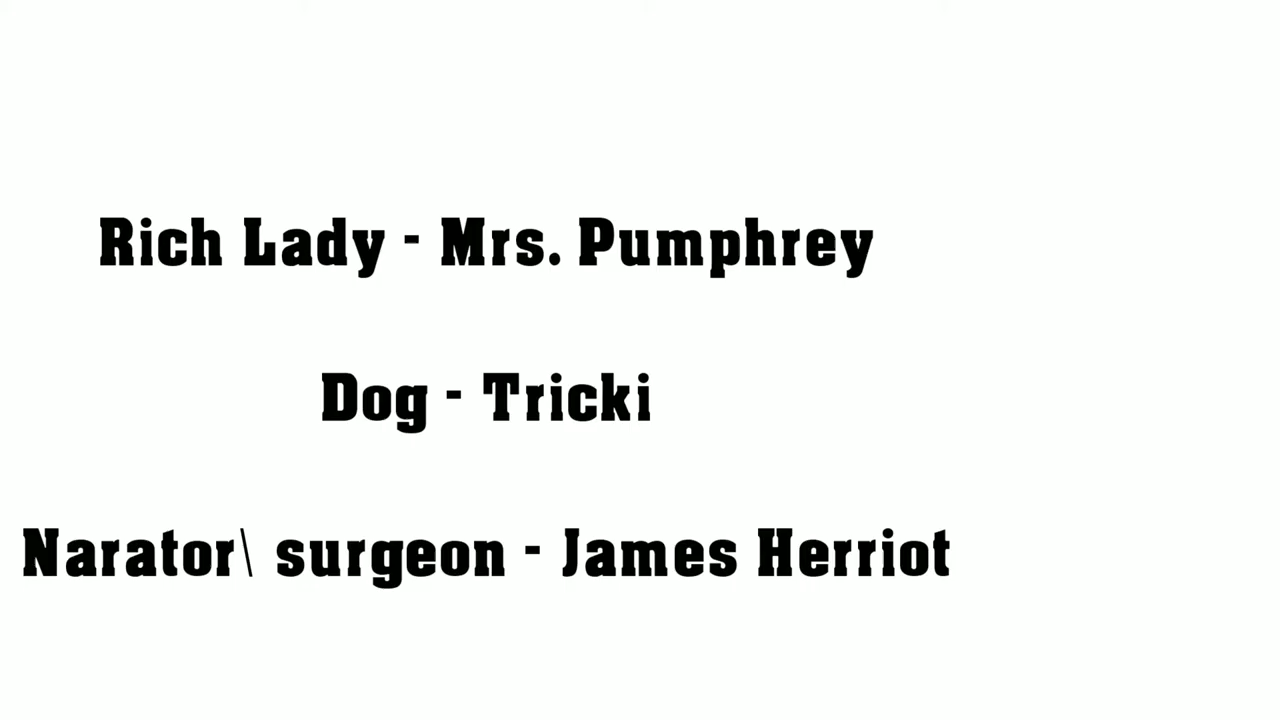 Rich Lady - Mrs. Pumphrey
Dog - Tricki
Narator\ surgeon - James Herriot